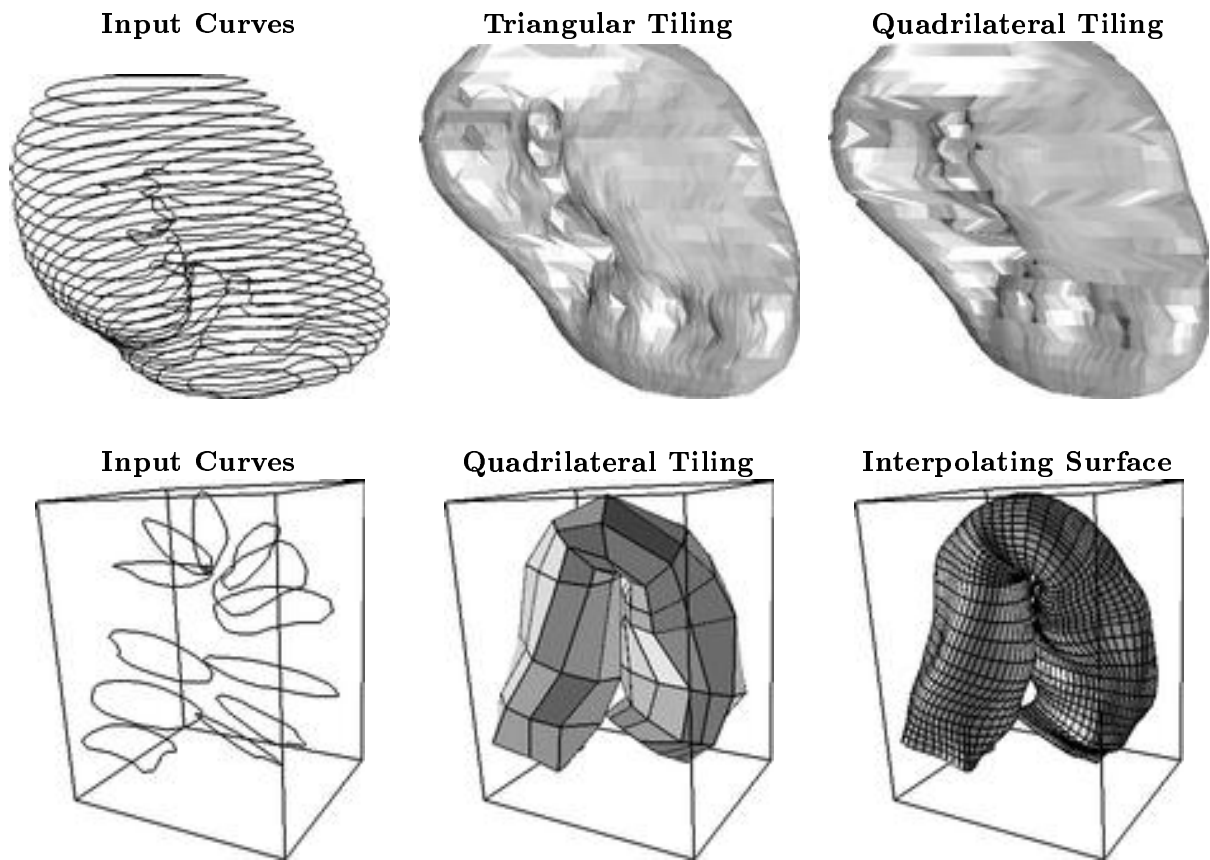 Input Curves
Triangular Tiling
Quadrilateral Tiling
Input Curves
Quadrilateral Tiling
Interpolating Surface